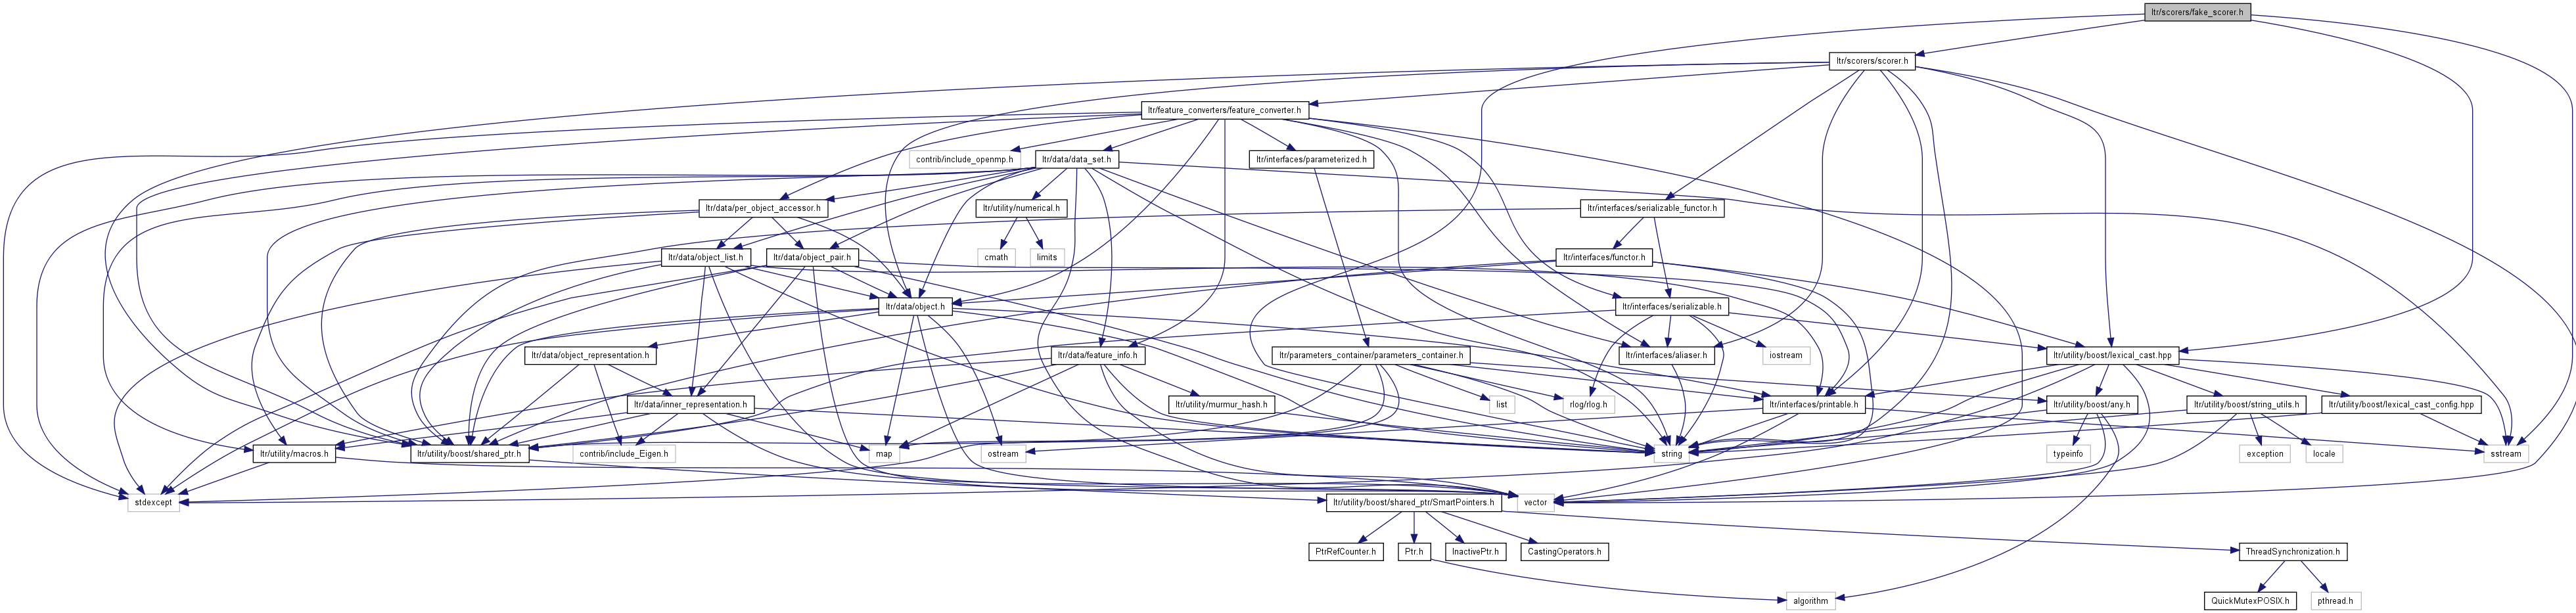 ltr/scorers/fake_scorer.h
ltr/scorers/scorer.h
ltr/feature_converters/feature_converter.h
contrib/include_openmp.h
ltr/data/data_set.h
ltr/interfaces/parameterized.h
ltr/data/per_object_accessor.h
ltr/utility/numerical.h
ltr/interfaces/serializable_functor.h
ltr/data/object_list.h
ltr/data/object_pair.h
cmath
limits
ltr/interfaces/functor.h
ltr/data/object.h
ltr/interfaces/serializable.h
ltr/data/object_representation.h
ltr/data/feature_info.h
ltr/parameters_container/parameters_container.h
ltr/interfaces/aliaser.h
iostream
ltr/utility/boost/lexical_cast.hpp
ltr/data/inner_representation.h
ltr/utility/murmur_hash.h
list
rlog/rlog.h
ltr/interfaces/printable.h
ltr/utility/boost/any.h
ltr/utility/boost/string_utils.h
ltr/utility/boost/lexical_cast_config.hpp
ltr/utility/macros.h
ltr/utility/boost/shared_ptr.h
contrib/include_Eigen.h
map
ostream
string
typeinfo
exception
locale
sstream
stdexcept
ltr/utility/boost/shared_ptr/SmartPointers.h
vector
PtrRefCounter.h
Ptr.h
InactivePtr.h
CastingOperators.h
ThreadSynchronization.h
algorithm
QuickMutexPOSIX.h
pthread.h